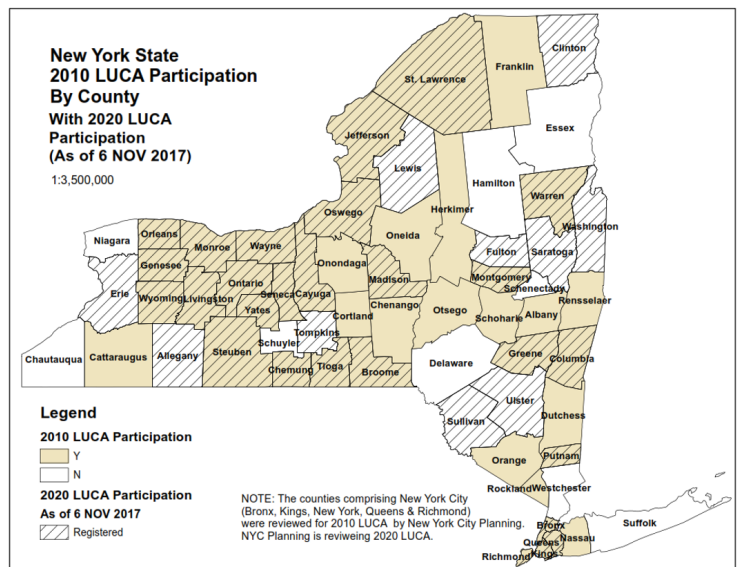 New York State
2010 LUCA Participation
By County
With 2020 LUCA
Participation
(As of 6 NOV 2017)
1:3,500,000
Clinton
Franklin
St. Lawrence
Essex
Jefferson
Lewis
Hamilton
Warren
Washington
Oswego
Herkimer
Oneida
Niagara
Orleans
Monroe
Wayne
Fulton
Saratoga
Genesee
Onondaga
Madison
Montgomery
Schenectady
Erie
Wyoming
Livingston
Ontario
Seneca
Cayuga
Rensselaer
Yates
Chenango
Otsego
Cortland
Schoharie
Albany
Tompkins
Schuyler
Chautauqua
Cattaraugus
Allegany
Steuben
Chemung
Tioga
Broome
Delaware
Greene
Columbia
Ulster
Sullivan
Dutchess
Orange
Putnam
Rockland
Westchester
Suffolk
Bronx
Nassau
Queens
Kings
Richmond
Legend
2010 LUCA Participation
Y
N
2020 LUCA Participation
As of 6 NOV 2017
Registered
NOTE: The counties comprising New York City
(Bronx, Kings, New York, Queens & Richmond)
were reviewed for 2010 LUCA by New York City Planning.
NYC Planning is reviweing 2020 LUCA.